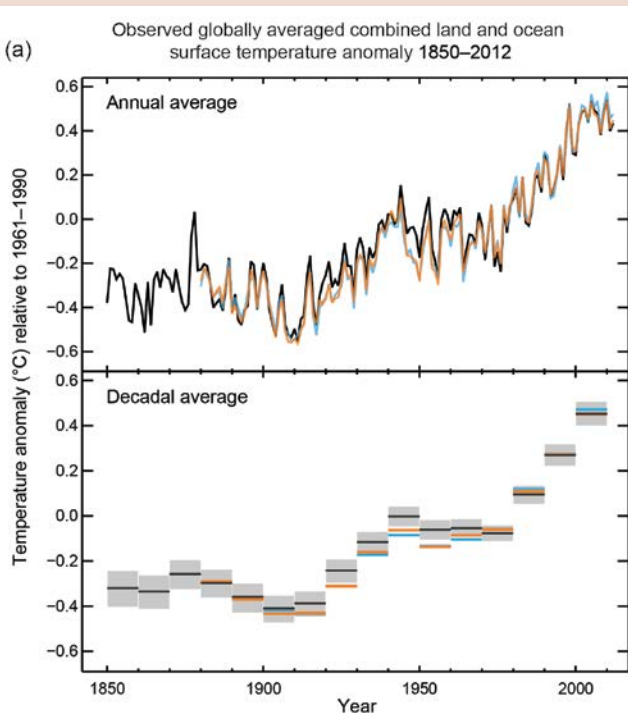 (a)
Observed globally averaged combined land and ocean
surface temperature anomaly 1850–2012
Temperature anomaly (°C) relative to 1961–1990
Annual average
0.6
0.4
0.2
0.0
−0.2
−0.4
−0.6
Decadal average
0.6
0.4
0.2
0.0
−0.2
−0.4
−0.6
1850
1900
1950
2000
Year